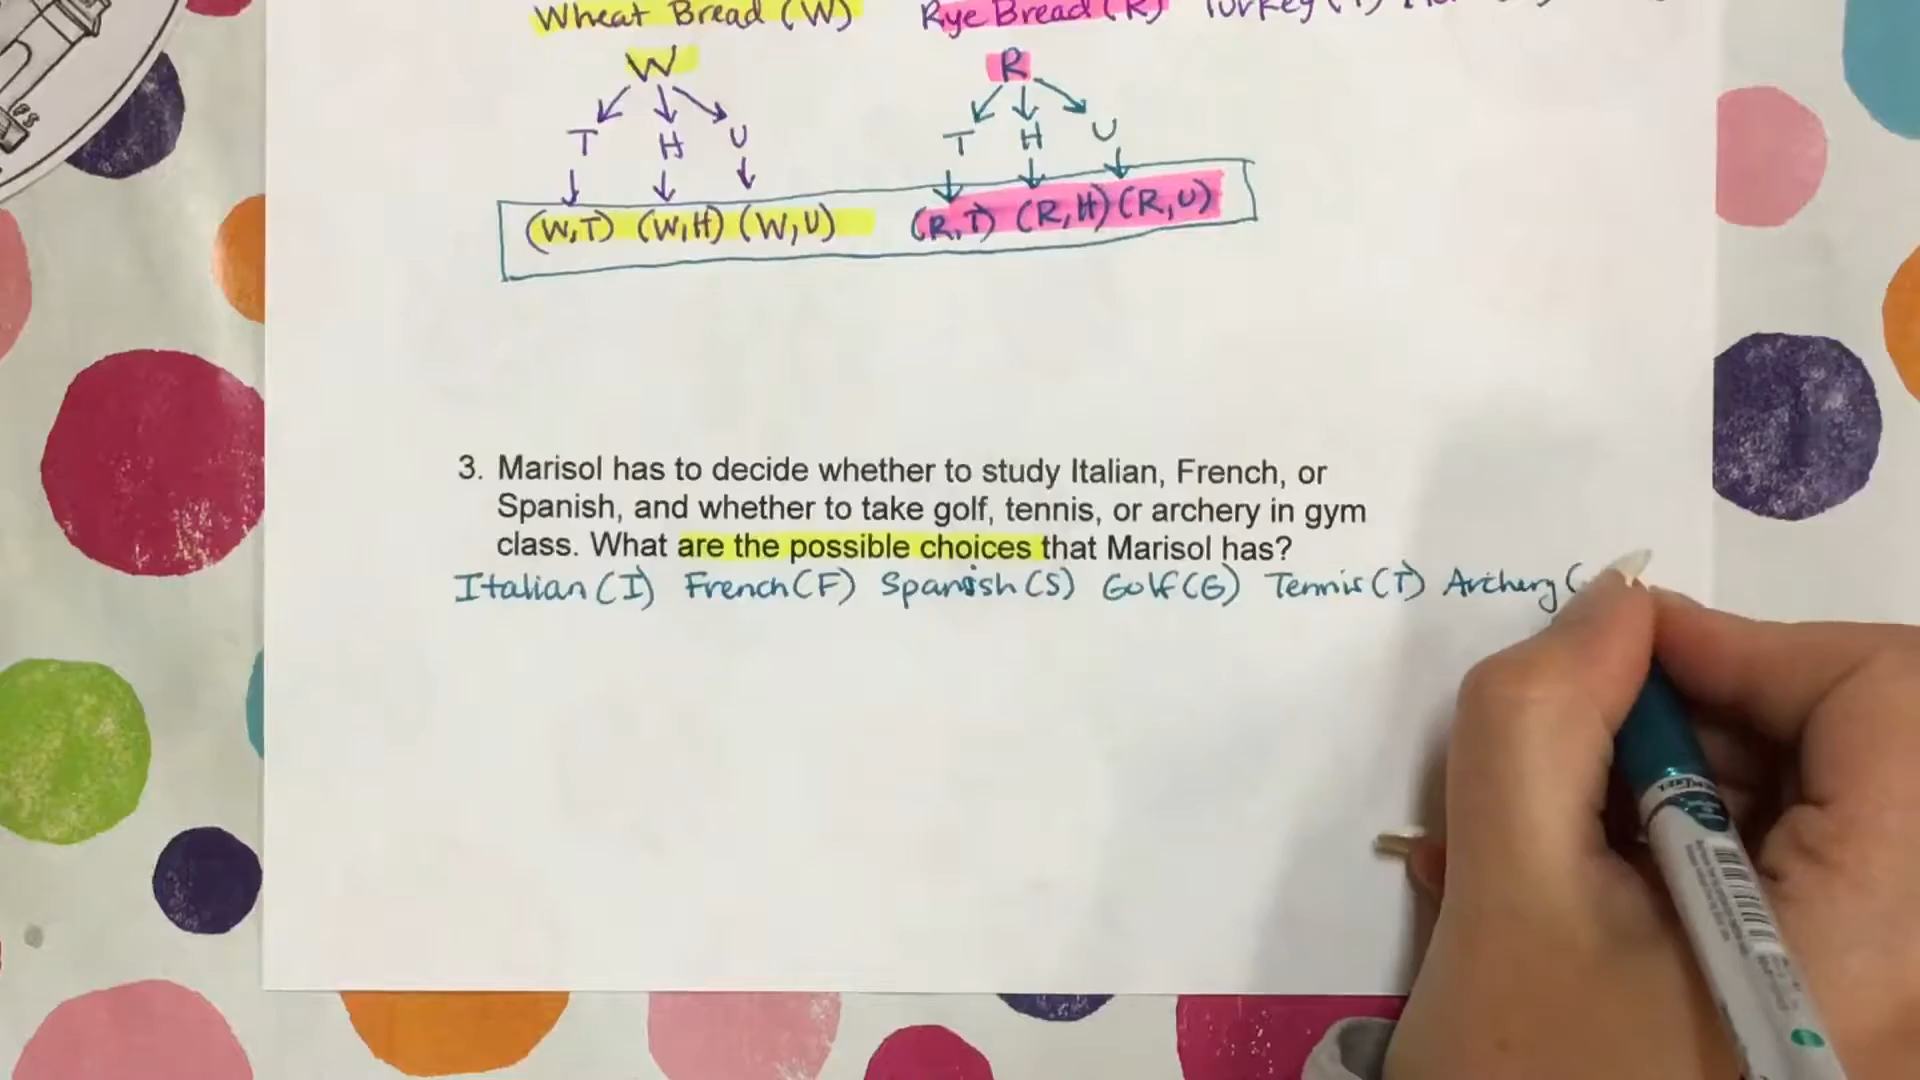 Wheat Bread (W) Rye Bread (R) Turkey (T)
W R
T H U T H U
(W,T) (W,H) (W,U) (R,T) (R,H) (R,U)
3. Marisol has to decide whether to study Italian, French, or
Spanish, and whether to take golf, tennis, or archery in gym
class. What are the possible choices that Marisol has?
Italian (I) French (F) Spanish (S) Golf (G) Tennis (T) Archery (